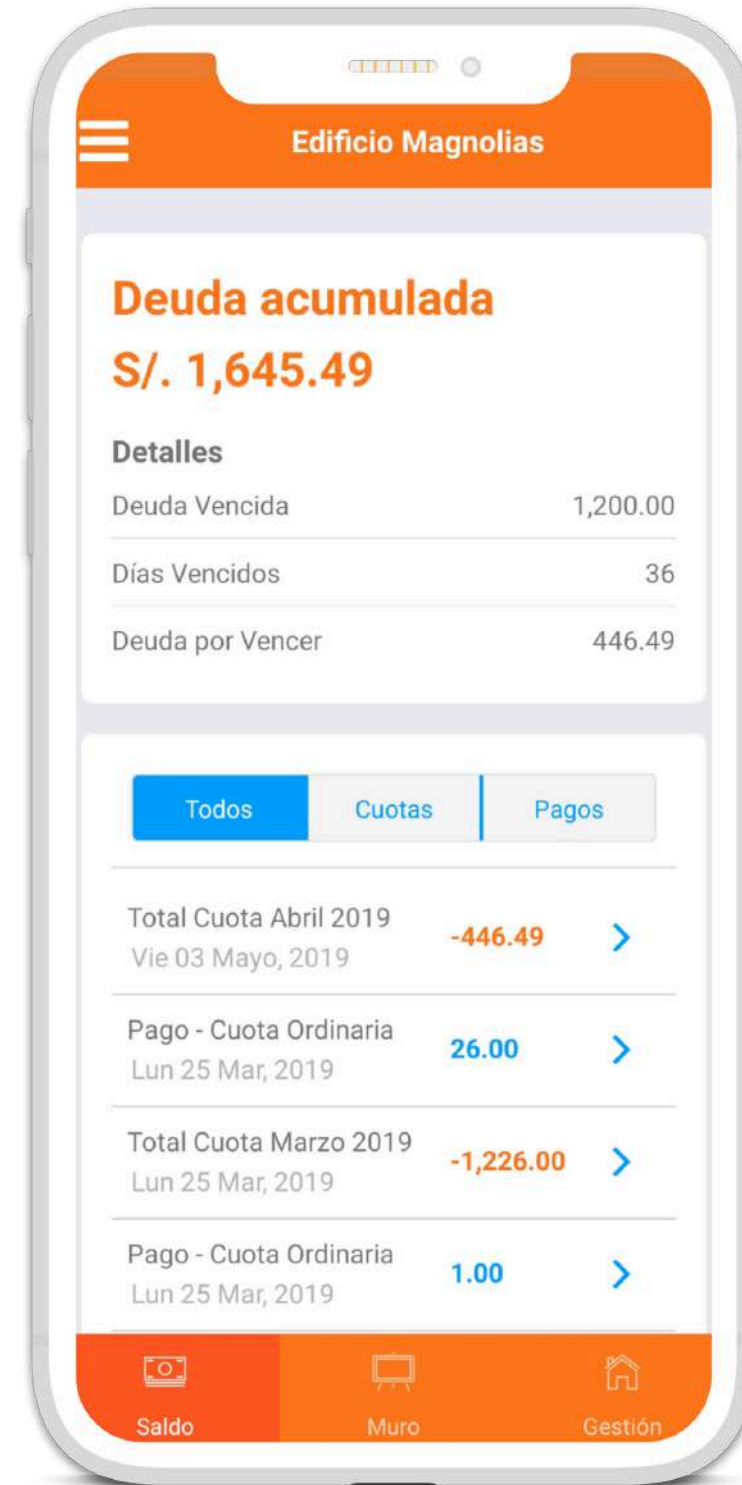 Edificio Magnolias
Deuda acumulada
S/. 1,645.49
Detalles
Deuda Vencida 1,200.00
Días Vencidos 36
Deuda por Vencer 446.49
Todos Cuotas Pagos
Total Cuota Abril 2019 -446.49
Vie 03 Mayo, 2019
Pago - Cuota Ordinaria 26.00
Lun 25 Mar, 2019
Total Cuota Marzo 2019 -1,226.00
Lun 25 Mar, 2019
Pago - Cuota Ordinaria 1.00
Lun 25 Mar, 2019
Saldo Muro Gestión